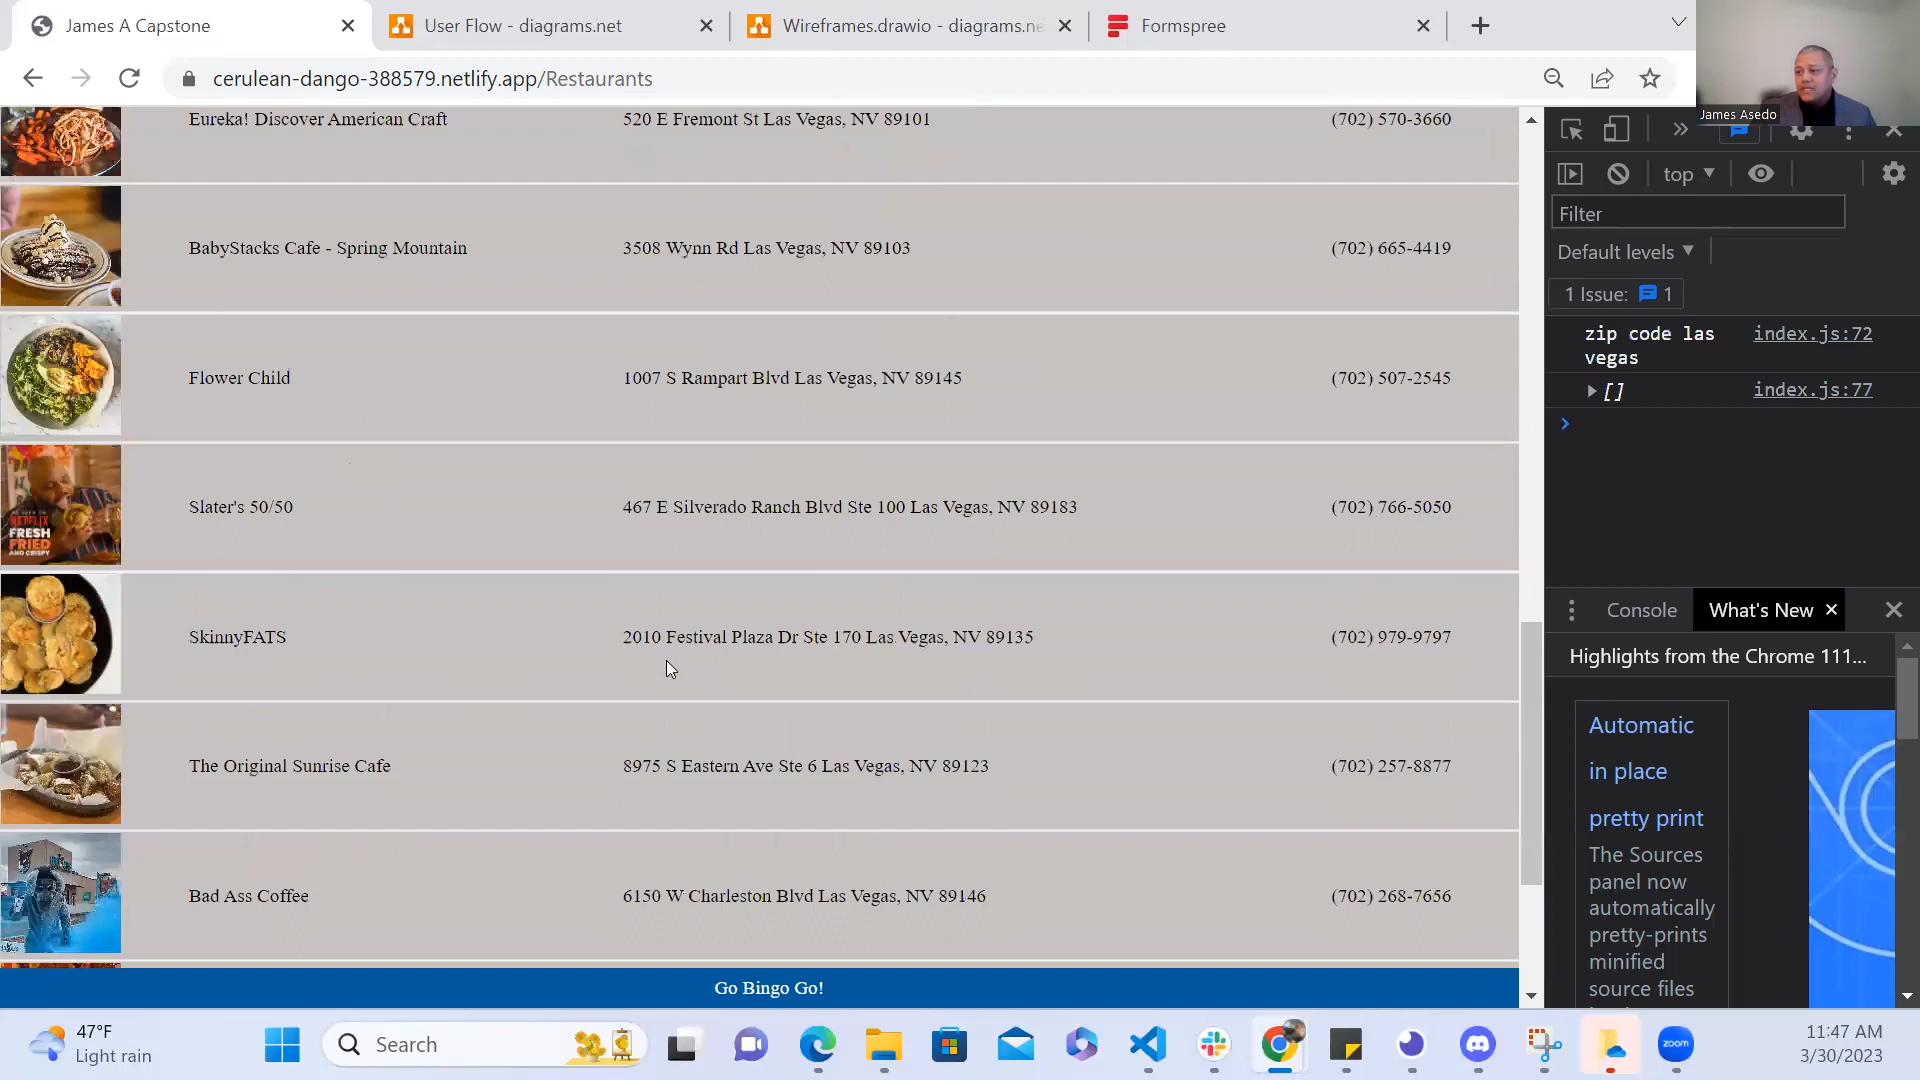 James A Capstone
User Flow - diagrams.net
Wireframes.drawio - diagrams.ne
Formspree
cerulean-dango-388579.netlify.app/Restaurants
James Asedo
Eureka! Discover American Craft 520 E Fremont St Las Vegas, NV 89101 (702) 570-3660
BabyStacks Cafe - Spring Mountain 3508 Wynn Rd Las Vegas, NV 89103 (702) 665-4419
Flower Child 1007 S Rampart Blvd Las Vegas, NV 89145 (702) 507-2545
NETFLIX
FRESH
FRIED
AND CRISPY
Slater's 50/50 467 E Silverado Ranch Blvd Ste 100 Las Vegas, NV 89183 (702) 766-5050
SkinnyFATS 2010 Festival Plaza Dr Ste 170 Las Vegas, NV 89135 (702) 979-9797
The Original Sunrise Cafe 8975 S Eastern Ave Ste 6 Las Vegas, NV 89123 (702) 257-8877
Bad Ass Coffee 6150 W Charleston Blvd Las Vegas, NV 89146 (702) 268-7656
Go Bingo Go!
top
Filter
Default levels
1 Issue: 1
zip code las index.js:72
vegas
[] index.js:77
Console What's New
Highlights from the Chrome 111...
Automatic
in place
pretty print
The Sources
panel now
automatically
pretty-prints
minified
source files
47°F
Light rain
Search
zoom
11:47 AM
3/30/2023